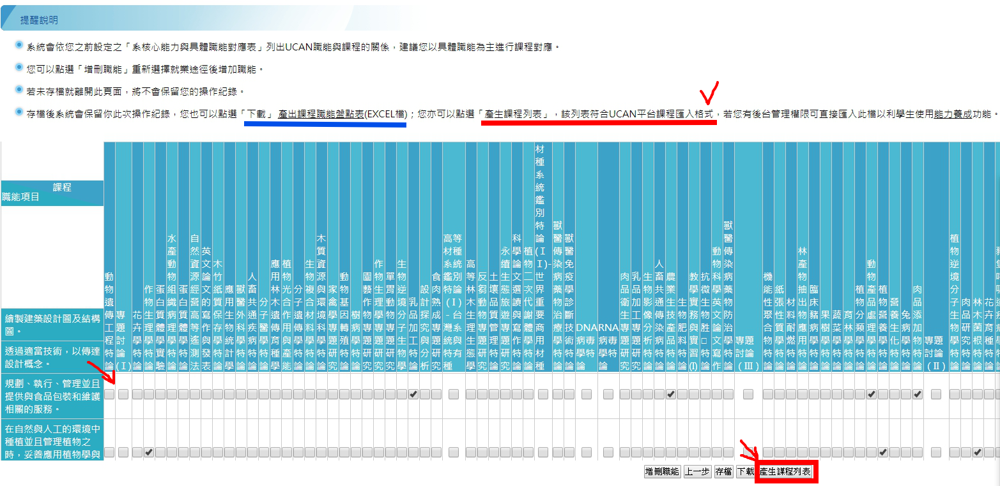 提醒說明
系統會依您之前設定之「系核心能力與具體職能對應表」列出UCAN職能與課程的關係，建議您以具體職能為主進行課程對應。
您可以點選「增刪職能」重新選擇就業途徑後增加職能。
若未存檔就離開此頁面，將不會保留您的操作紀錄。
存檔後系統會保留你此次操作紀錄，您也可以點選「下載」 產出課程職能盤點表(EXCEL檔)；您亦可以點選「產生課程列表」，該列表符合UCAN平台課程匯入格式，若您有後台管理權限可直接匯入此檔以利學生使用能力養成功能。
課程
職能項目
動物遺傳工程特論
專題討論(I)
花卉學特論
作物生理學特論
蛋白質體學實驗
水產動物組織病理學特論
蛋白質體學特論
自然資源經營高等遙測法
英文論文的寫作與發表
木竹紙質保存學特論
應用生物統計學
獸醫外科學特論
人畜共通疾病特論
分子醫學特論
應用林木遺傳育種學
植物光合作用與產能
分子遺傳學特論
生物複合材料學特論
木質資源與環境科學特論
家禽學專題研究
動物基因轉殖特論
樹病學特論
園藝作物專題研究
作物生理學專題研究
單胃動物專題研究
生物逆境分子生物學
乳品加工特論
設計探究與分析
食肉熟成專題研究
高等材種系統鑑別特論(I)-台灣
高等林木生理生態學
反芻動物專題研究
土壤品質管理特論
永續生態旅遊專題研究
科學論文選讀與寫作
植物二次代謝體學特論
材種系統鑑別特論(II)-世界重要商用材種
獸醫傳染病藥物治療學特論
獸醫免疫學診斷技術特論
DNA病毒學特論
RNA病毒學特論
肉品衛生專題研究
乳品加工專題研究
生物影像分析特論
人畜共通傳染病特論
農業生技產品特論
生物肥料特論
教學實務與實習(I)
抗微生物胜□特論
動物科學英文論文寫作
獸醫傳染病藥物防治學特論
專題討論(III)
機能性聚合物特論
紙張性質學特論
材料耐燃學特論
林產物抽出物應用特論
臨床豬病學特論
果樹學特論
蔬菜學特論
育林學特論
植物分類學特論
動物產品處理特論
植物營養學特論
營養生化學特論
兔病學特論
肉品添加物特論
專題討論(II)
植物逆境分子生物學特論
肉品研究特論
林木菌根特論
花卉育種學特論
繪製建築設計圖及結構
圖。
透過適當技術，以傳達
設計概念。
規劃、執行、管理並且
提供與食品包裝和維護
相關的服務。
在自然與人工的環境中
種植並且管理植物之
時，妥善應用植物學與
增刪職能 上一步 存檔 下載 產生課程列表